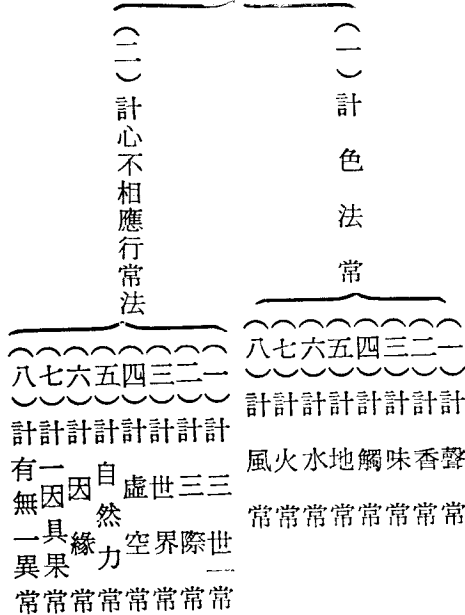 （一）計色法常
（一）計聲常
（二）計香常
（三）計味常
（四）計觸常
（五）計地常
（六）計水常
（七）計火常
（八）計風常
（二）計心不相應行常法
（一）計三世常
（二）計三際常
（三）計世界常
（四）計虛空常
（五）計自然力常
（六）計因緣常
（七）計一因具果常
（八）計有無一異常